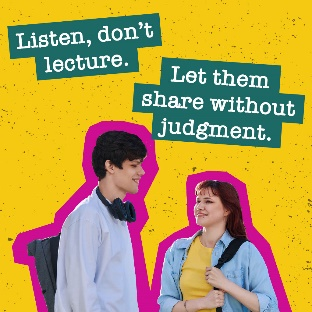 Listen, don't
lecture.
Let them
share without
judgment.